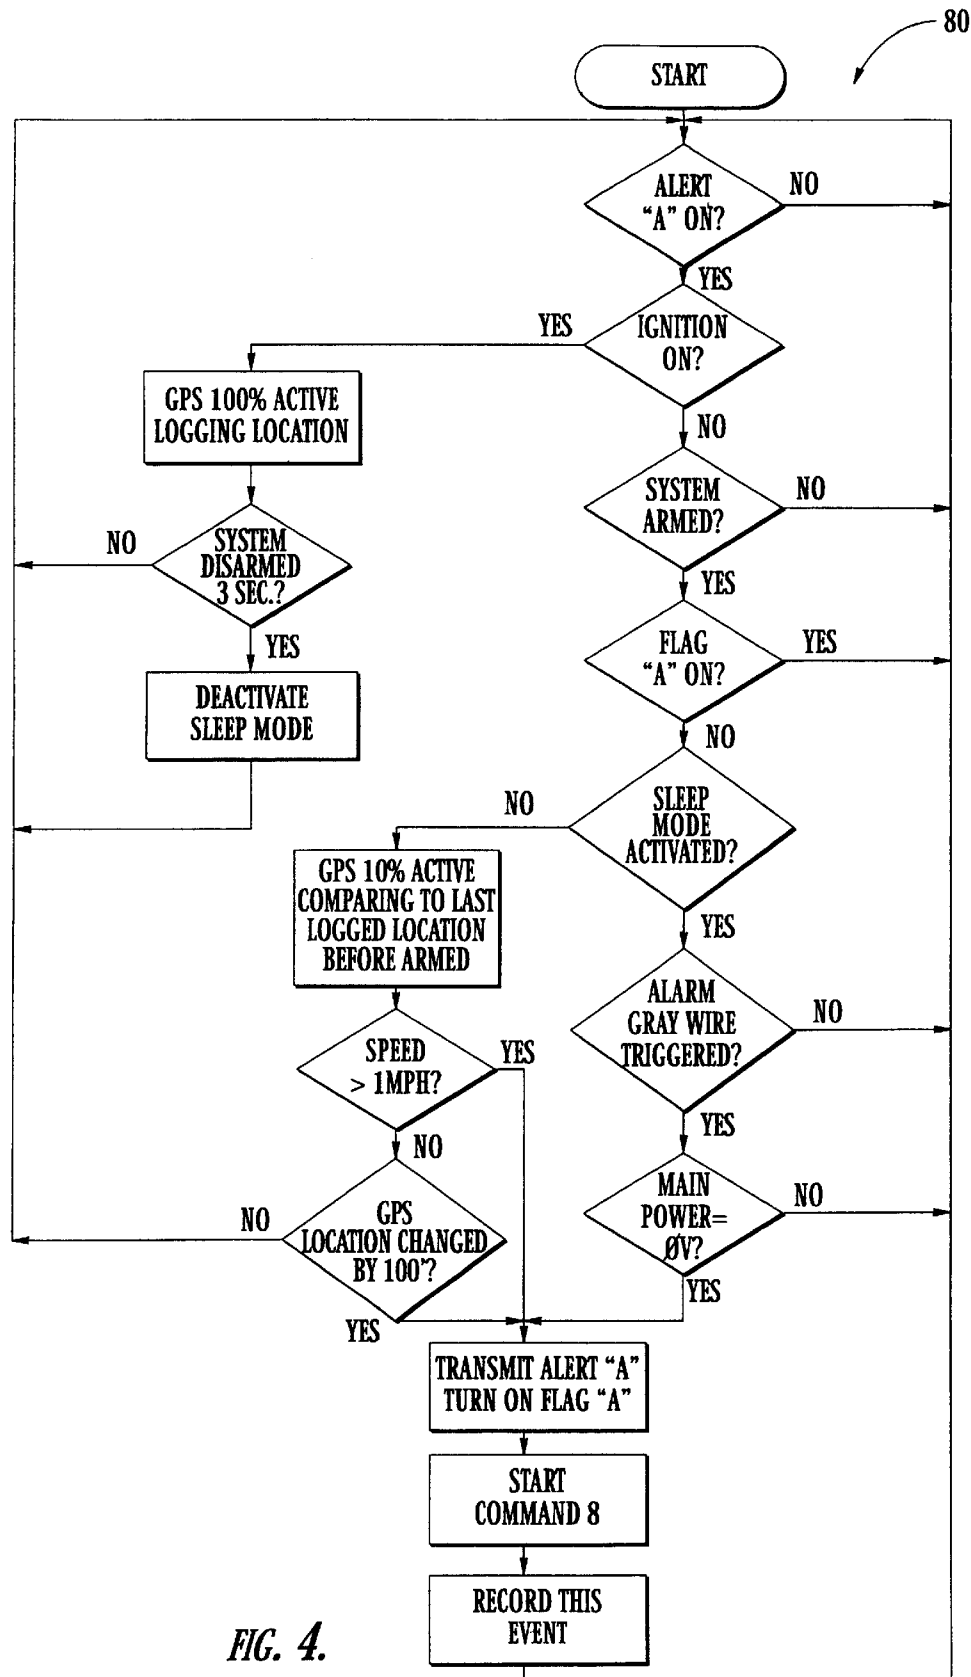 80
START
ALERT
“A” ON?
NO
YES
IGNITION
ON?
YES
NO
GPS 100% ACTIVE
LOGGING LOCATION
SYSTEM
ARMED?
NO
YES
SYSTEM
DISARMED
3 SEC.?
NO
YES
DEACTIVATE
SLEEP MODE
FLAG
“A” ON?
YES
NO
SLEEP
MODE
ACTIVATED?
NO
YES
GPS 10% ACTIVE
COMPARING TO LAST
LOGGED LOCATION
BEFORE ARMED
ALARM
GRAY WIRE
TRIGGERED?
NO
YES
SPEED
> 1MPH?
YES
NO
GPS
LOCATION CHANGED
BY 100'?
NO
YES
MAIN
POWER=
ØV?
NO
YES
TRANSMIT ALERT “A”
TURN ON FLAG “A”
START
COMMAND 8
RECORD THIS
EVENT
FIG. 4.